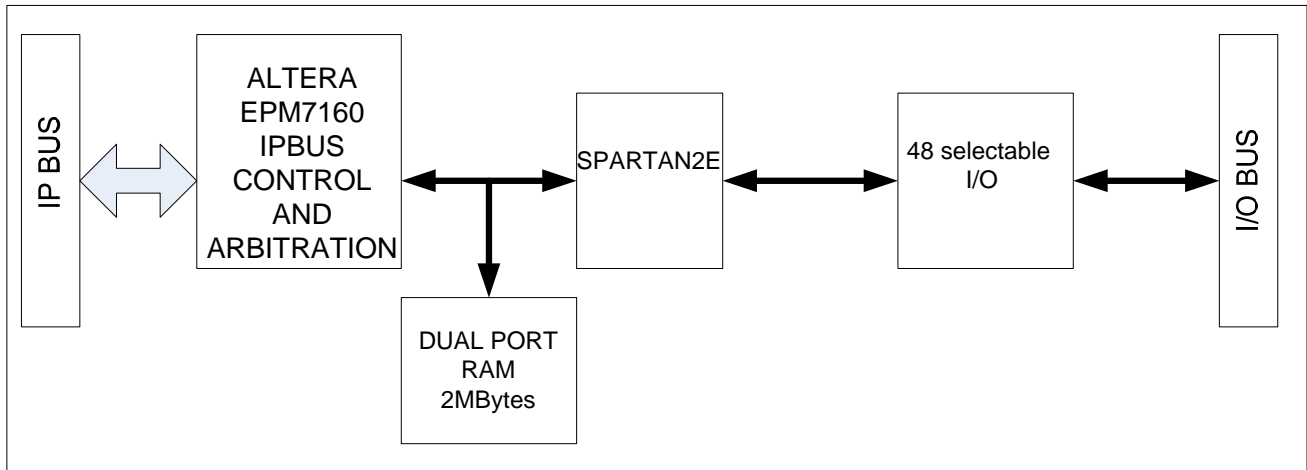 IP BUS
ALTERA
EPM7160
IPBUS
CONTROL
AND
ARBITRATION
DUAL PORT
RAM
2MBytes
SPARTAN2E
48 selectable
I/O
I/O BUS